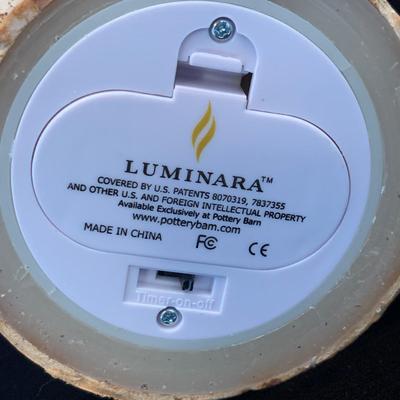 LUMINARA™
COVERED BY U.S. PATENTS 8070319, 7837355
AND OTHER U.S. AND FOREIGN INTELLECTUAL PROPERTY
Available Exclusively at Pottery Barn
www.potterybarn.com
MADE IN CHINA FC CE
Timer-on-off